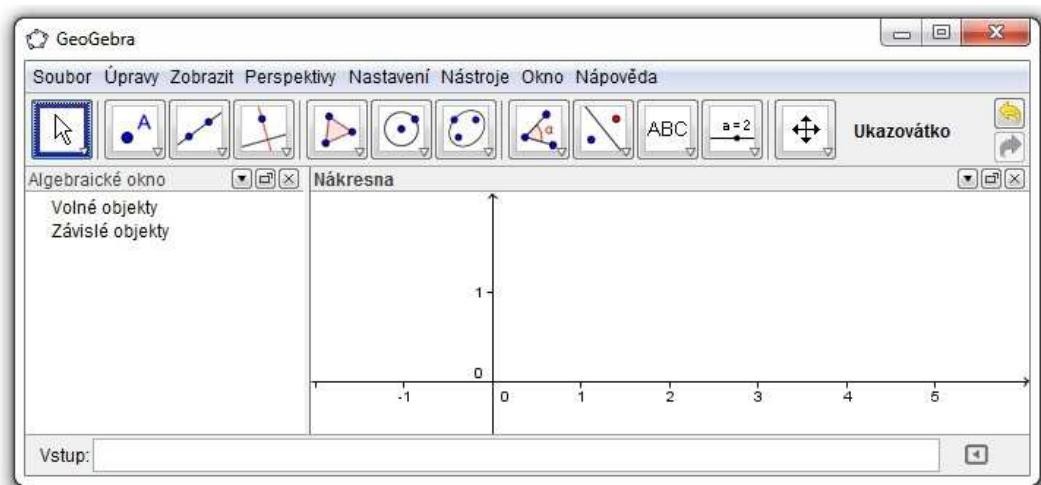 GeoGebra
Soubor Úpravy Zobrazit Perspektivy Nastavení Nástroje Okno Nápověda
A α ABC a=2 Ukazovátko
Algebraické okno Nákresna
Volné objekty
Závislé objekty
1
0
-1 0 1 2 3 4 5
Vstup: